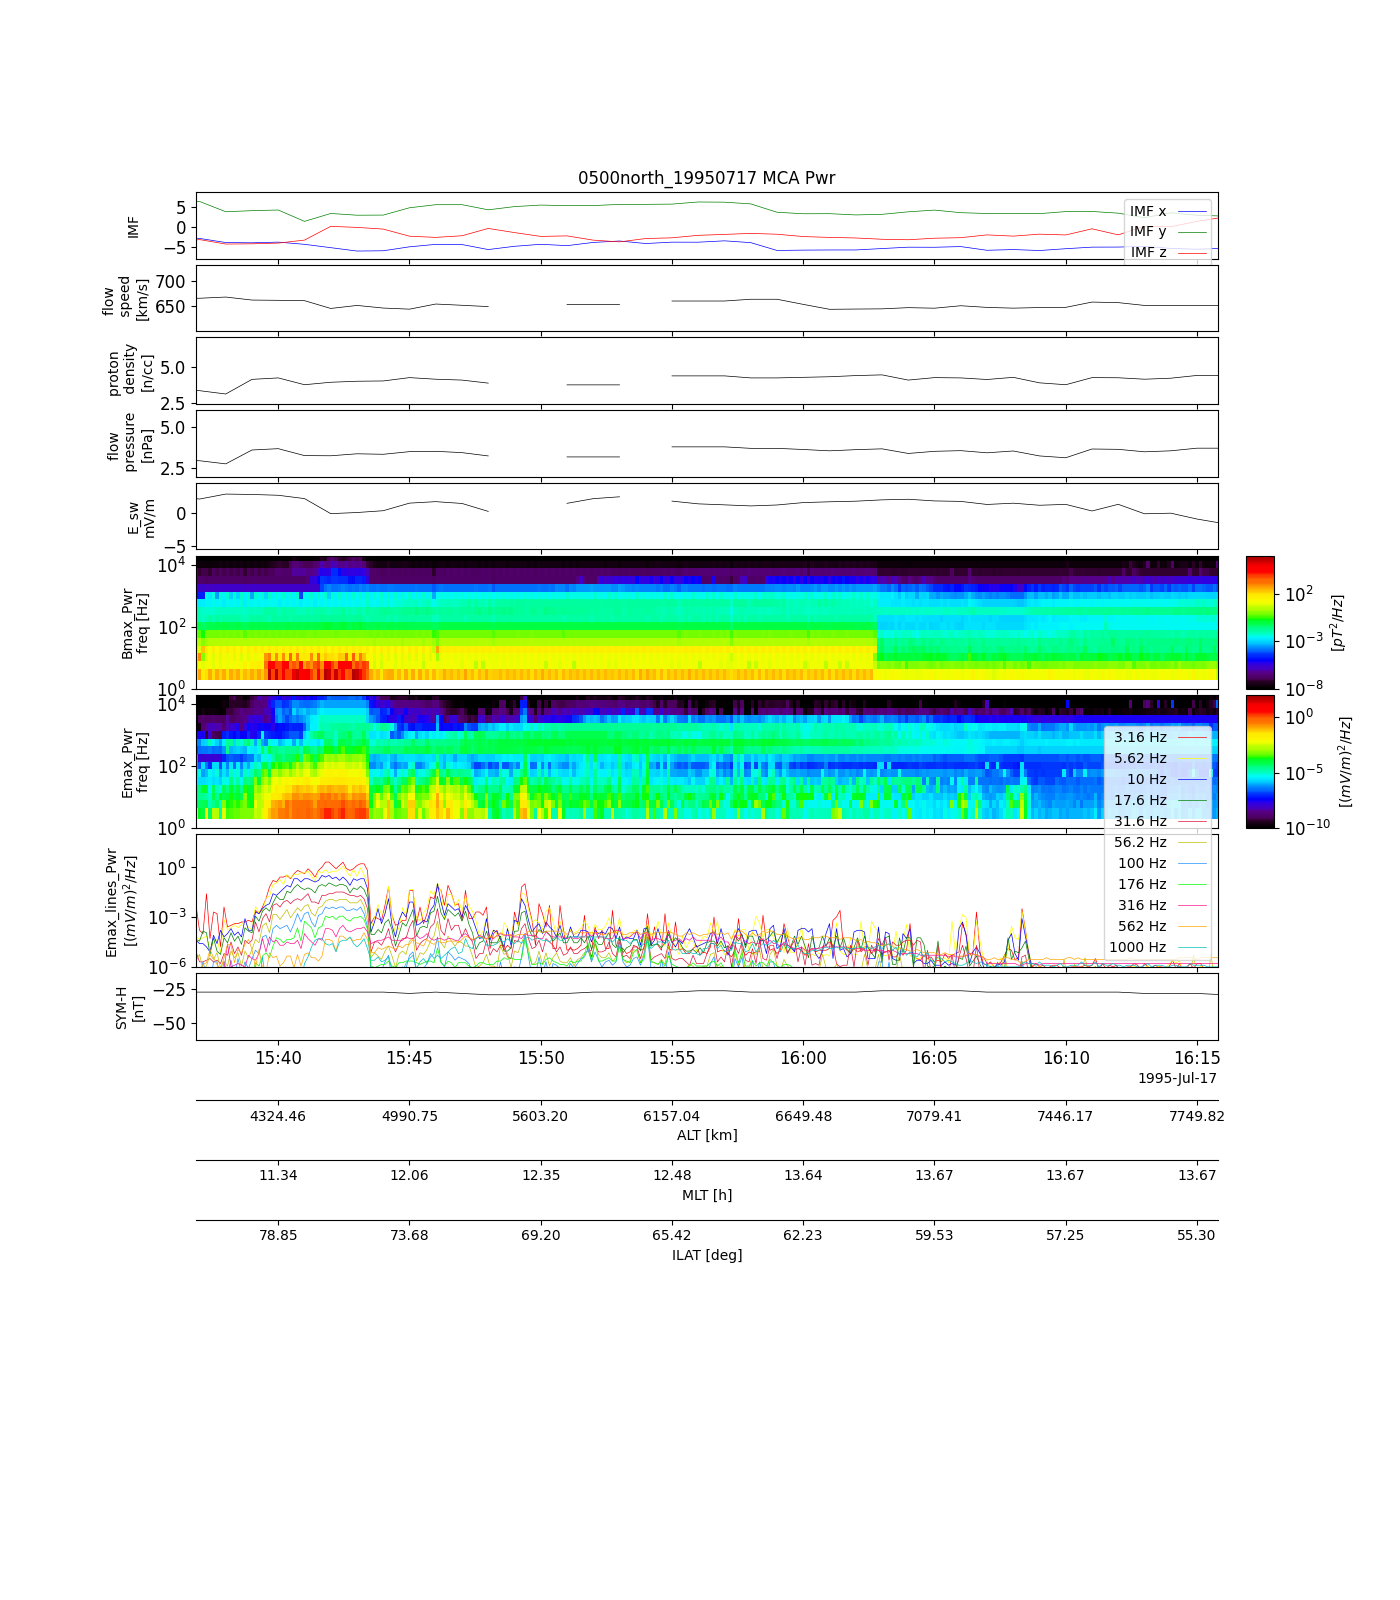 0500north_19950717 MCA Pwr
IMF
5
0
−5
IMF x
IMF y
IMF z
flow
speed
[km/s]
700
650
proton
density
[n/cc]
5.0
2.5
flow
pressure
[nPa]
5.0
2.5
E_sw
mV/m
0
−5
Bmax_Pwr
freq [Hz]
10^4
10^2
10^0
10^2
10^−3
10^−8
[pT^2/Hz]
Emax_Pwr
freq [Hz]
10^4
10^2
10^0
10^0
10^−5
10^−10
[(mV/m)^2/Hz]
3.16 Hz
5.62 Hz
10 Hz
17.6 Hz
31.6 Hz
56.2 Hz
100 Hz
176 Hz
316 Hz
562 Hz
1000 Hz
Emax_lines_Pwr
[(mV/m)^2/Hz]
10^0
10^−3
10^−6
SYM-H
[nT]
−25
−50
15:40 15:45 15:50 15:55 16:00 16:05 16:10 16:15
1995-Jul-17
4324.46 4990.75 5603.20 6157.04 6649.48 7079.41 7446.17 7749.82
ALT [km]
11.34 12.06 12.35 12.48 13.64 13.67 13.67 13.67
MLT [h]
78.85 73.68 69.20 65.42 62.23 59.53 57.25 55.30
ILAT [deg]